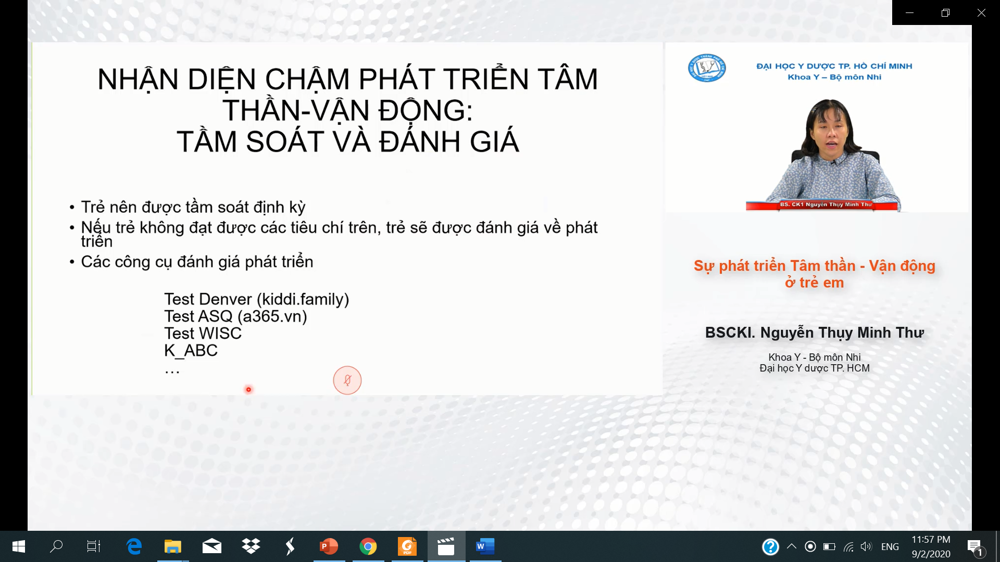 NHẬN DIỆN CHẬM PHÁT TRIỂN TÂM
THẦN-VẬN ĐỘNG:
TẦM SOÁT VÀ ĐÁNH GIÁ
• Trẻ nên được tầm soát định kỳ
• Nếu trẻ không đạt được các tiêu chí trên, trẻ sẽ được đánh giá về phát
triển
• Các công cụ đánh giá phát triển
Test Denver (kiddi.family)
Test ASQ (a365.vn)
Test WISC
K_ABC
…
ĐẠI HỌC Y DƯỢC TP. HỒ CHÍ MINH
Khoa Y – Bộ môn Nhi
BS. CK1 Nguyễn Thụy Minh Thư
Sự phát triển Tâm thần - Vận động
ở trẻ em
BSCKI. Nguyễn Thụy Minh Thư
Khoa Y - Bộ môn Nhi
Đại học Y dược TP. HCM
PDF
ENG
11:57 PM
9/2/2020
1